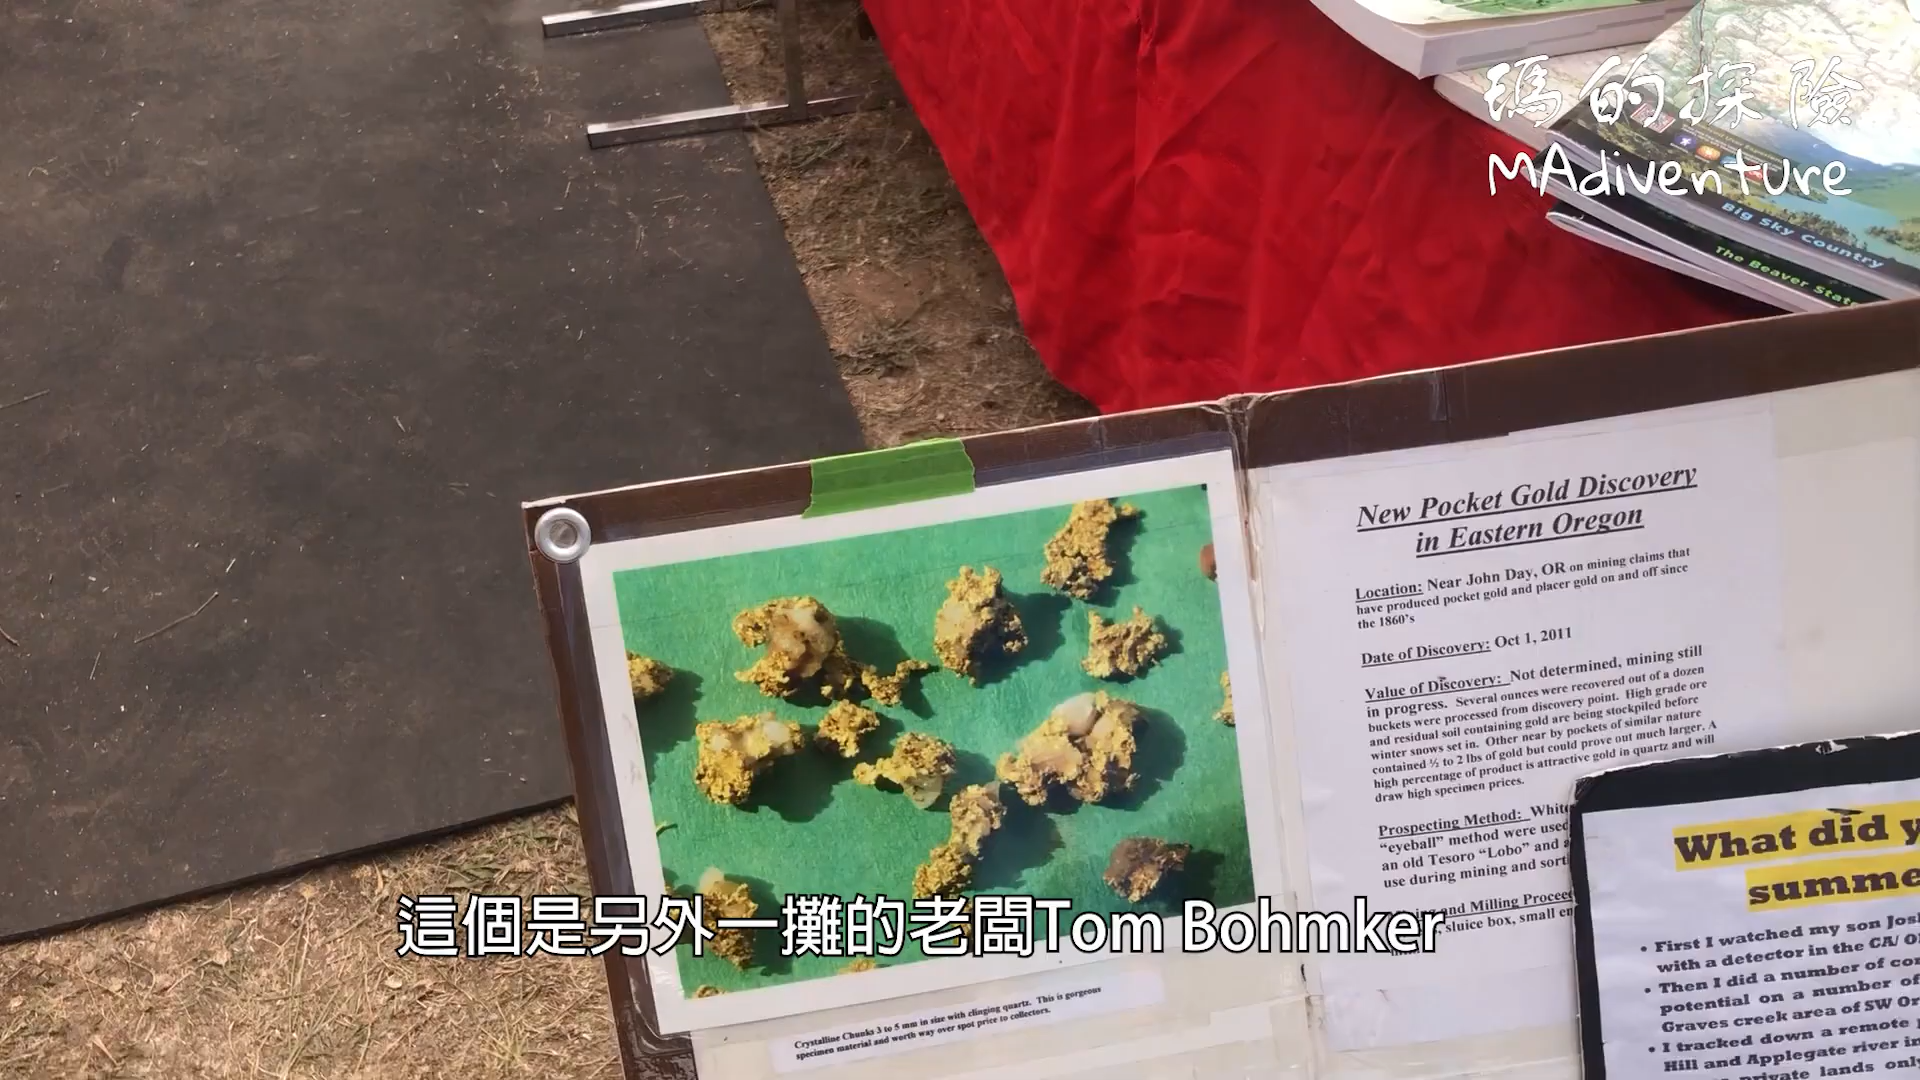 瑪的探險
MAdiventure
Big Sky Country
The Beaver State
New Pocket Gold Discovery
in Eastern Oregon
Location: Near John Day, OR on mining claims that
have produced pocket gold and placer gold on and off since
the 1860's
Date of Discovery: Oct 1, 2011
Value of Discovery: Not determined, mining still
in progress. Several ounces were recovered out of a dozen
buckets were processed from discovery point. High grade ore
and residual soil containing gold are being stockpiled before
winter snows set in. Other near by pockets of similar nature
contained ½ to 2 lbs of gold but could prove out much larger. A
high percentage of product is attractive gold in quartz and will
draw high specimen prices.
Prospecting Method: White
"eyeball" method were used
an old Tesoro "Lobo" and a
use during mining and sort
and Milling
sluice box, small
What did y
summe
First I watched my son Josh
with a detector in the CA/
Then I did a number of
potential on a number of
Graves creek area of SW
I tracked down a remote
Hill and Applegate river in
private lands only
這個是另外一攤的老闆Tom Bohmker
Crystalline Chunks 3 to 5 mm in size with clinging quartz. This is gorgeous
specimen material and worth way over spot price to collectors.